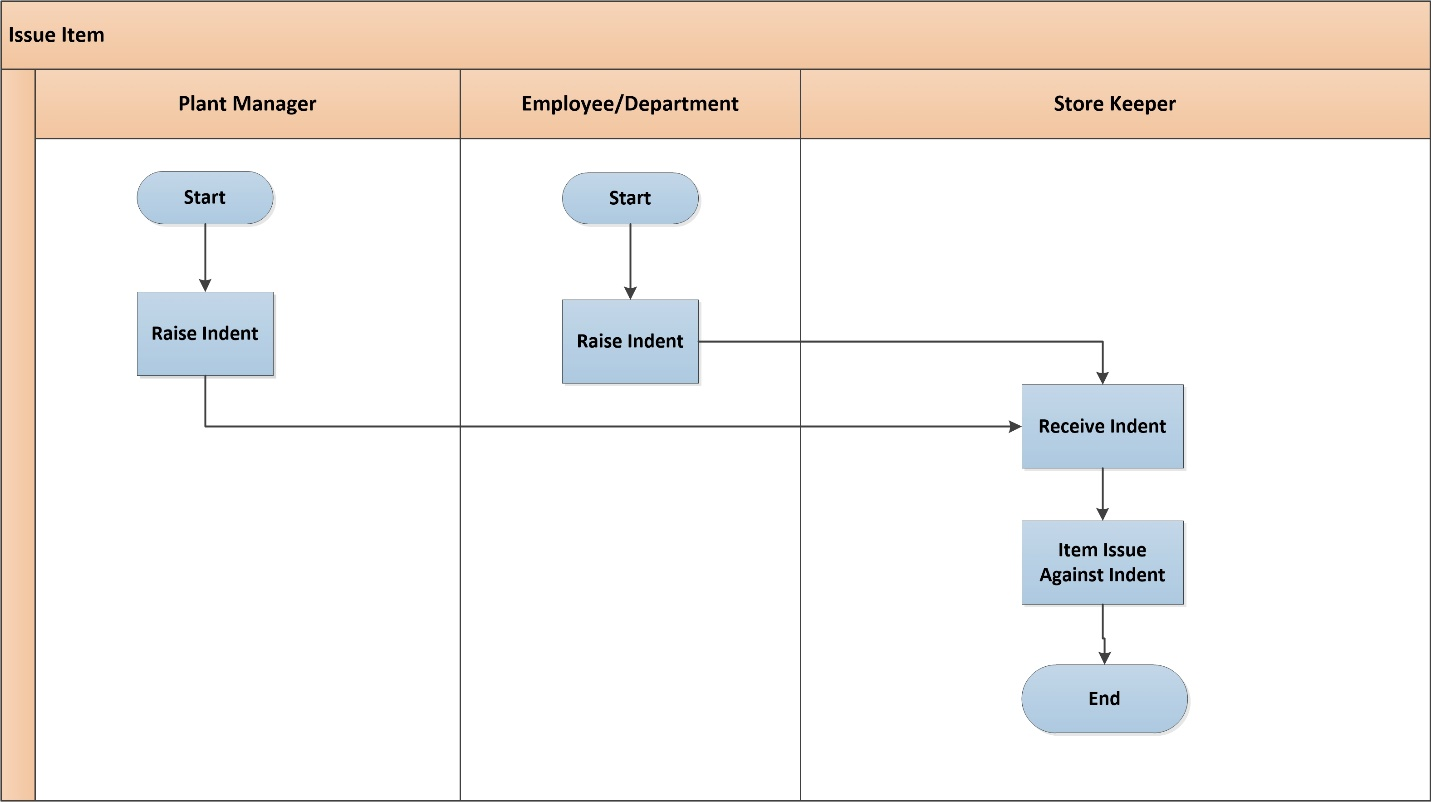 Issue Item
Plant Manager
Employee/Department
Store Keeper
Start
Start
Raise Indent
Raise Indent
Receive Indent
Item Issue
Against Indent
End